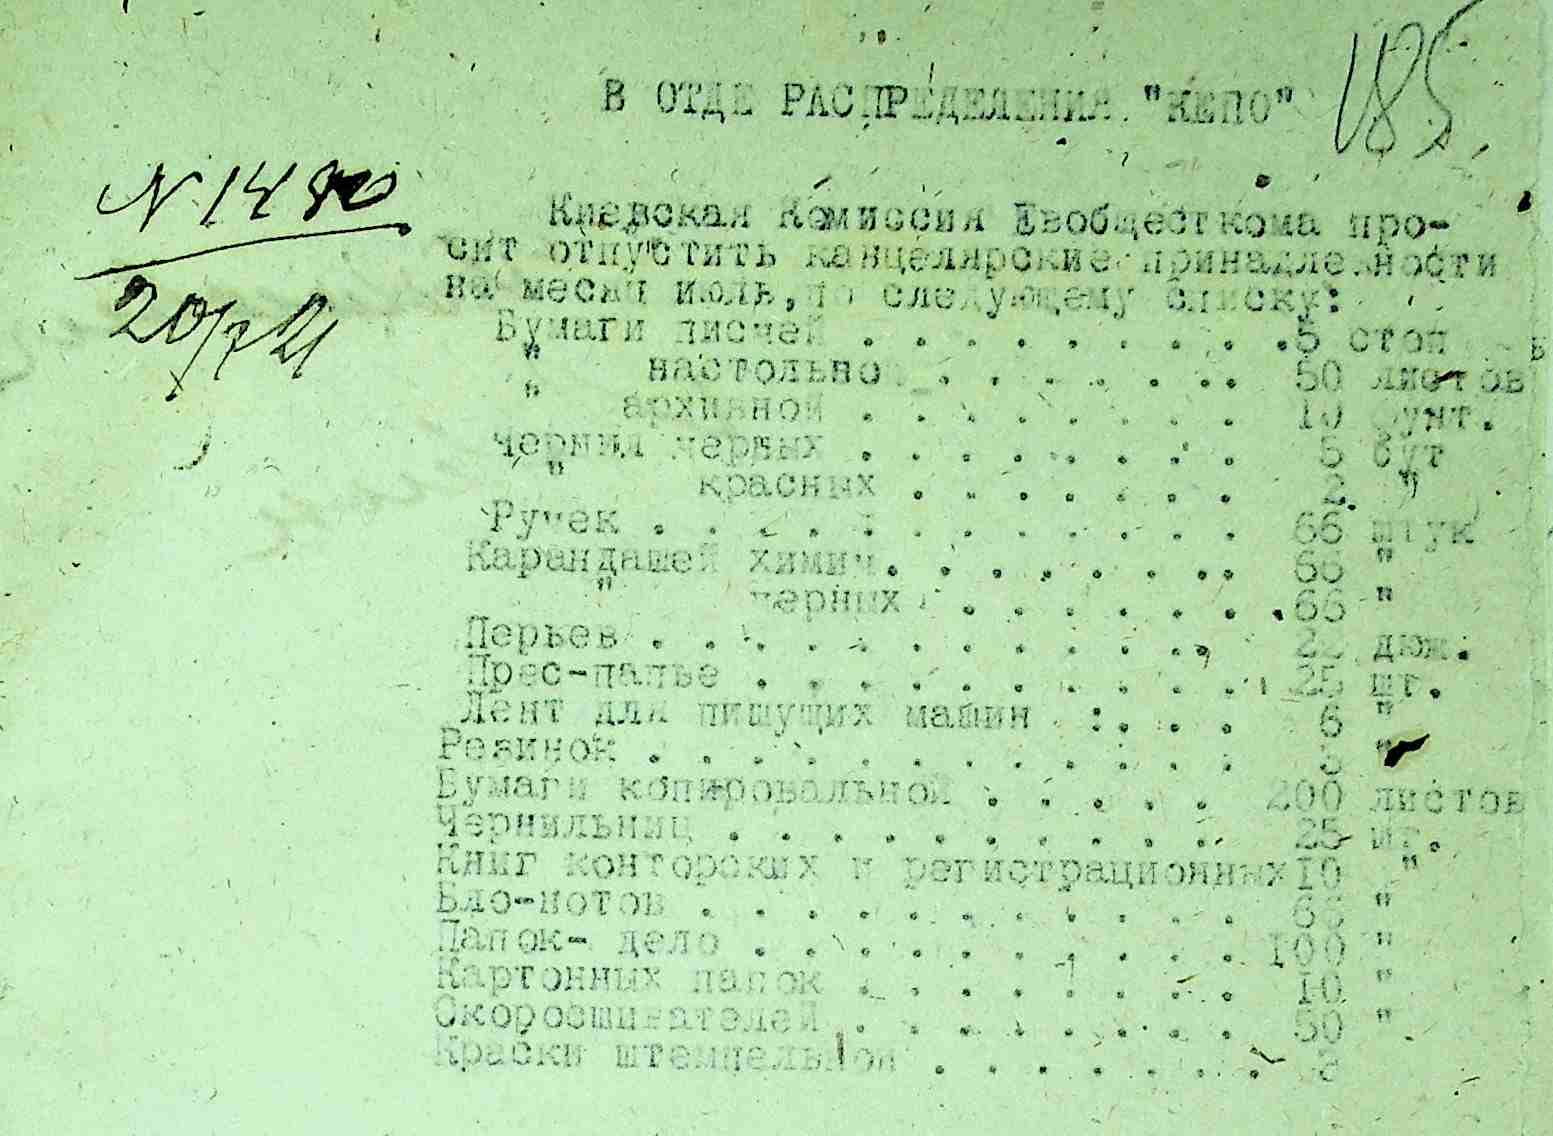 185.
В ОТДЕ РАСПРЕДЕЛЕНИЯ "КЕПО"
N 1480
20/7 21
Киевская Комиссия Евобщесткома про-
сит отпустить канцелярские принадлежности
на месяц июль, по следующему списку:
Бумаги писчей . . . . . . . . . 5 стоп
" настольной . . . . . . 50 листов
" архивной . . . . . . . . 10 фунт.
Чернил черных . . . . . . . . 5 бут
" красных . . . . . . . 2 "
Ручек . . . . . . . . . . . . 66 штук
Карандашей химич. . . . . . . . 66 "
" черных . . . . . . . 66 "
Перьев . . . . . . . . . . . . дюж.
Прес-папье . . . . . . . . . . 25 шт.
Лент для пишущих машин : . . . 6 "
Резинок . . . . . . . . . . . . "
Бумаги копировальной . . . . . 200 листов
Чернильниц . . . . . . . . . . 25 шт.
Книг конторских и регистрационных 10 "
Бло-нотов . . . . . . . . . . . 66 "
Папок- дело . . . . . . . . . . 100 "
Картонных папок . . . . . . . . 10 "
Скоросшивателей . . . . . . . . 50 "
Краски штемпельной . . . . . . .